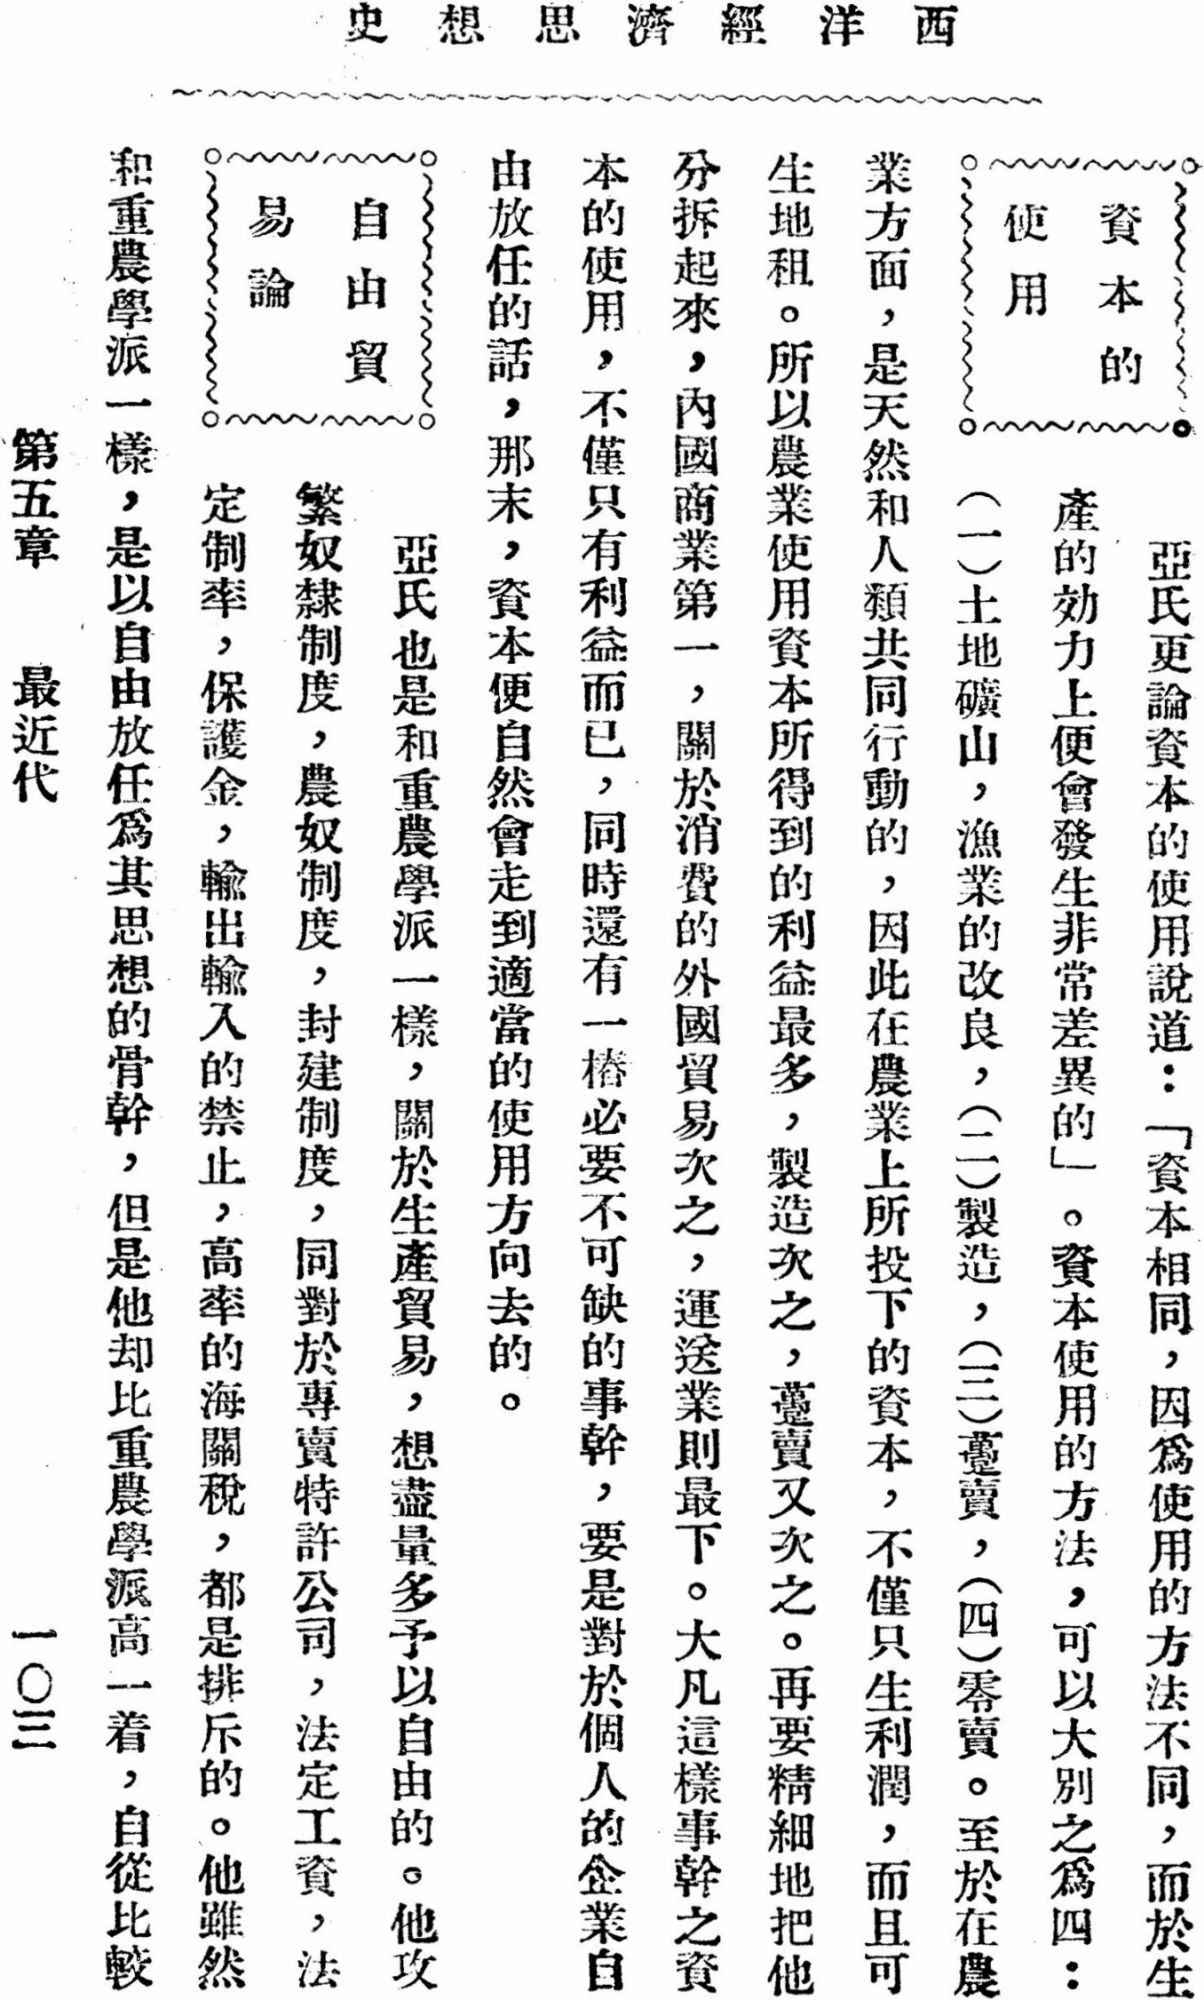 西洋經濟思想史
資本的
使用
亞氏更論資本的使用說道：「資本相同，因爲使用的方法不同，而於生
產的効力上便會發生非常差異的」。資本使用的方法，可以大別之爲四：
（一）土地礦山，漁業的改良，（二）製造，（三）躉賣，（四）零賣。至於在農
業方面，是天然和人類共同行動的，因此在農業上所投下的資本，不僅只生利潤，而且可
生地租。所以農業使用資本所得到的利益最多，製造次之，躉賣又次之。再要精細地把他
分拆起來，內國商業第一，關於消費的外國貿易次之，運送業則最下。大凡這樣事幹之資
本的使用，不僅只有利益而已，同時還有一樁必要不可缺的事幹，要是對於個人的企業自
由放任的話，那末，資本便自然會走到適當的使用方向去的。
自由貿
易論
亞氏也是和重農學派一樣，關於生產貿易，想盡量多予以自由的。他攻
繁奴隸制度，農奴制度，封建制度，同對於專賣特許公司，法定工資，法
定制率，保護金，輸出輸入的禁止，高率的海關稅，都是排斥的。他雖然
和重農學派一樣，是以自由放任爲其思想的骨幹，但是他却比重農學派高一着，自從比較
第五章　最近代　一〇三